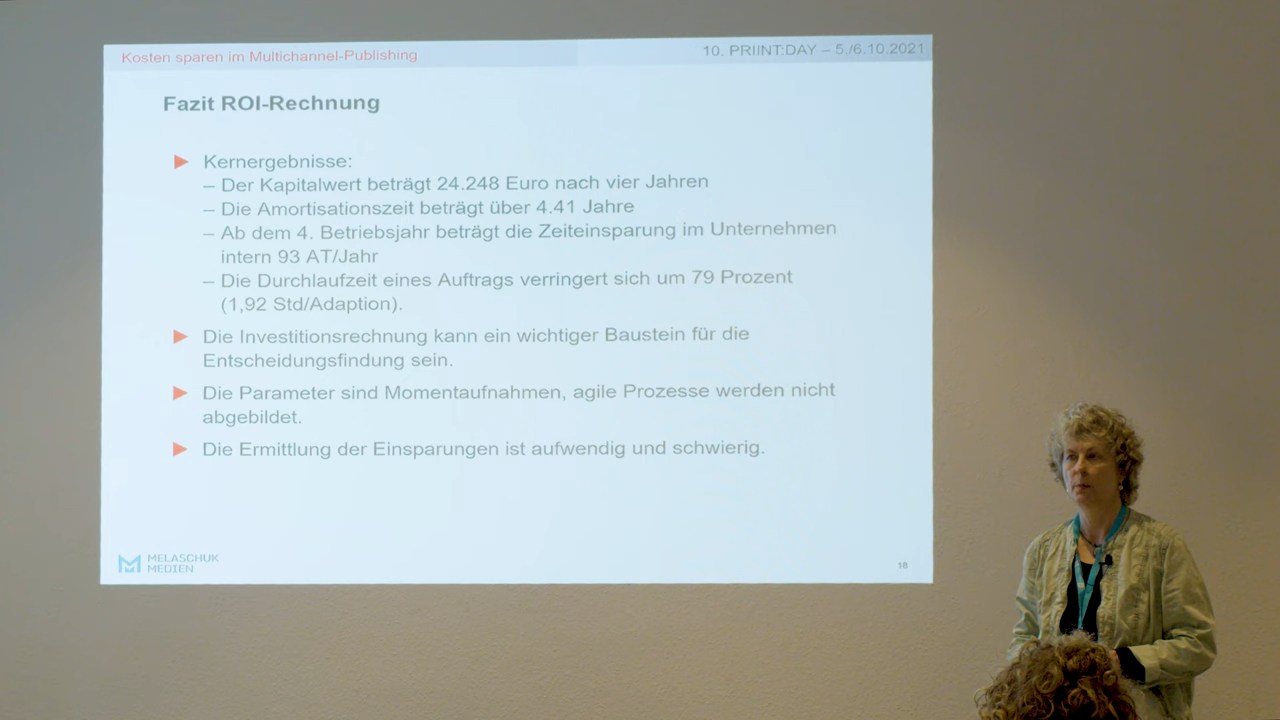 Kosten sparen im Multichannel-Publishing
10. PRIINT:DAY – 5./6.10.2021
Fazit ROI-Rechnung
► Kernergebnisse:
– Der Kapitalwert beträgt 24.248 Euro nach vier Jahren
– Die Amortisationszeit beträgt über 4.41 Jahre
– Ab dem 4. Betriebsjahr beträgt die Zeiteinsparung im Unternehmen
intern 93 AT/Jahr
– Die Durchlaufzeit eines Auftrags verringert sich um 79 Prozent
(1,92 Std/Adaption).
► Die Investitionsrechnung kann ein wichtiger Baustein für die
Entscheidungsfindung sein.
► Die Parameter sind Momentaufnahmen, agile Prozesse werden nicht
abgebildet.
► Die Ermittlung der Einsparungen ist aufwendig und schwierig.
MELASCHUK
MEDIEN
18